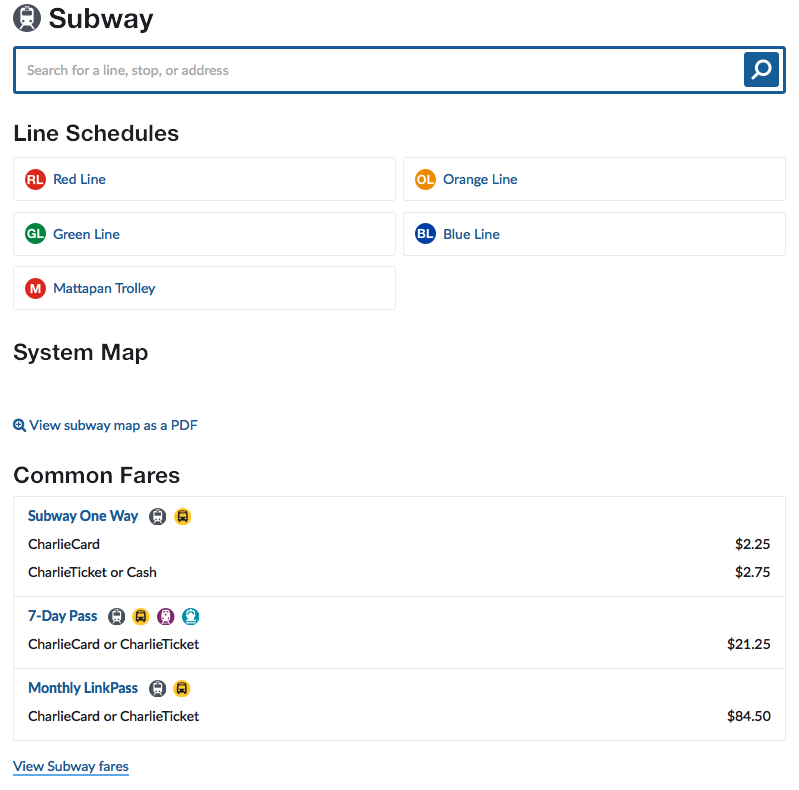 Subway
Search for a line, stop, or address
Line Schedules
RL Red Line
OL Orange Line
GL Green Line
BL Blue Line
M Mattapan Trolley
System Map
View subway map as a PDF
Common Fares
Subway One Way
CharlieCard $2.25
CharlieTicket or Cash $2.75
7-Day Pass
CharlieCard or CharlieTicket $21.25
Monthly LinkPass
CharlieCard or CharlieTicket $84.50
View Subway fares